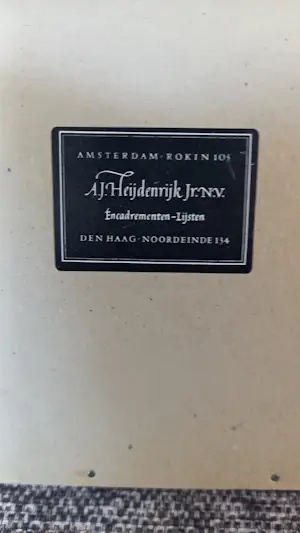 AMSTERDAM·ROKIN 105
A.J.Heijdenrijk Jr.N.V.
Encadrementen-Lijsten
DEN HAAG·NOORDEINDE 134